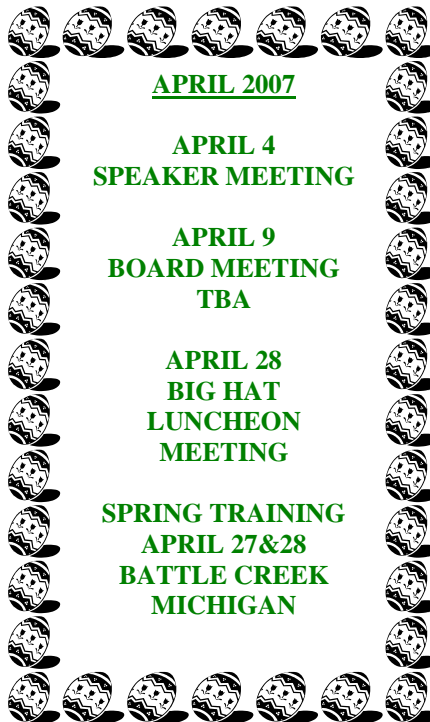 APRIL 2007
APRIL 4
SPEAKER MEETING
APRIL 9
BOARD MEETING
TBA
APRIL 28
BIG HAT
LUNCHEON
MEETING
SPRING TRAINING
APRIL 27&28
BATTLE CREEK
MICHIGAN